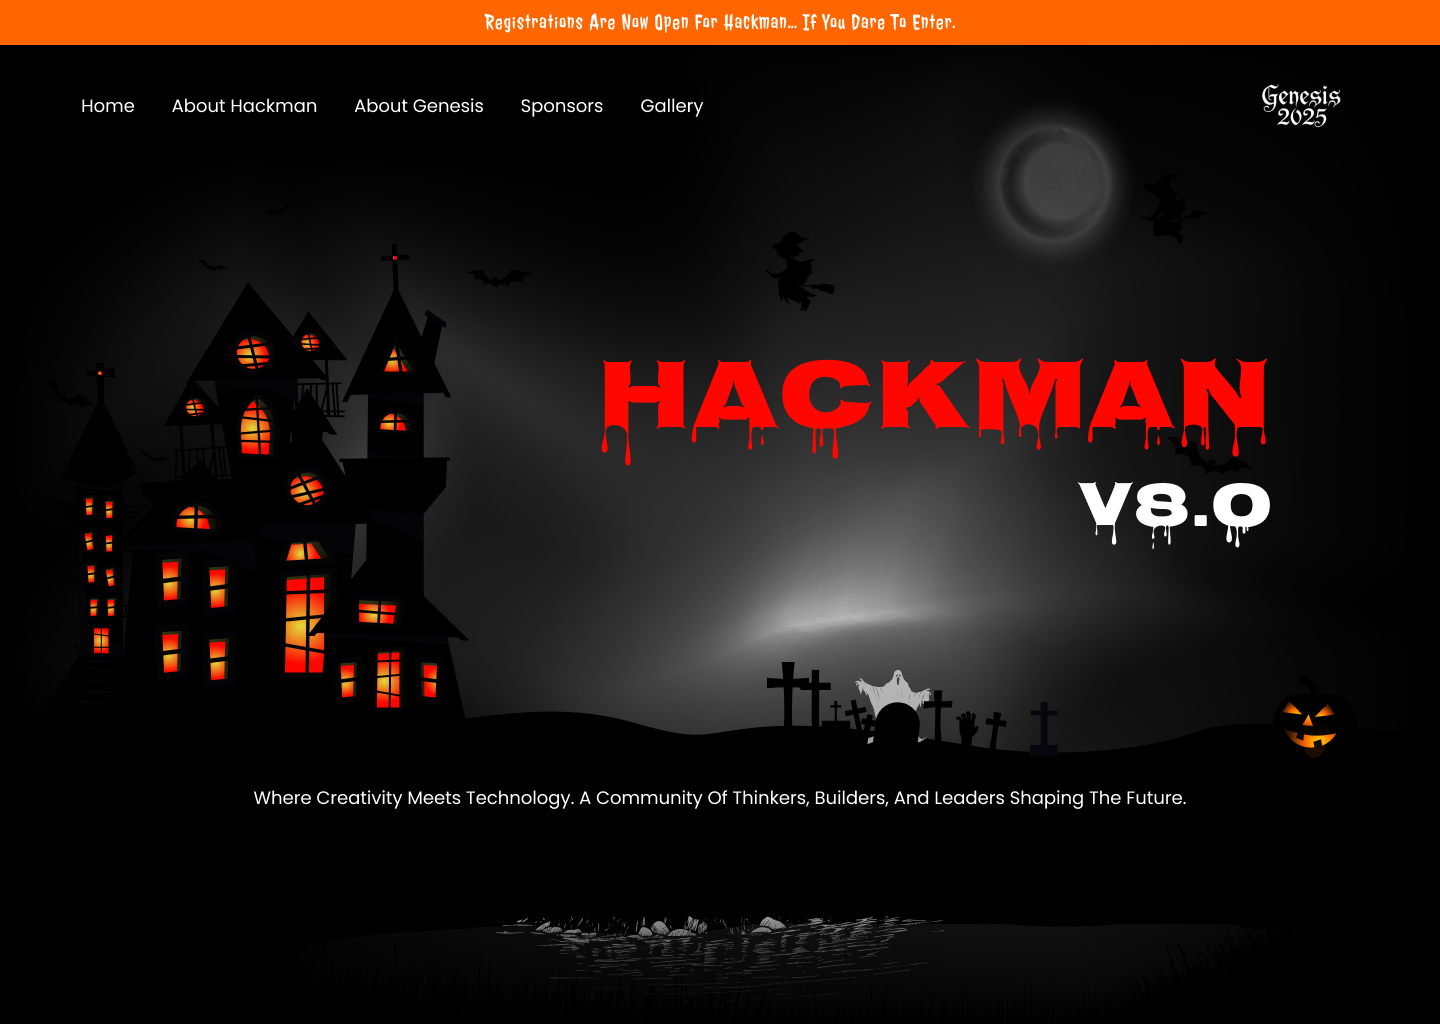 Registrations Are Now Open For Hackman... If You Dare To Enter.
Home
About Hackman
About Genesis
Sponsors
Gallery
Genesis
2025
HACKMAN
V8.0
Where Creativity Meets Technology. A Community Of Thinkers, Builders, And Leaders Shaping The Future.